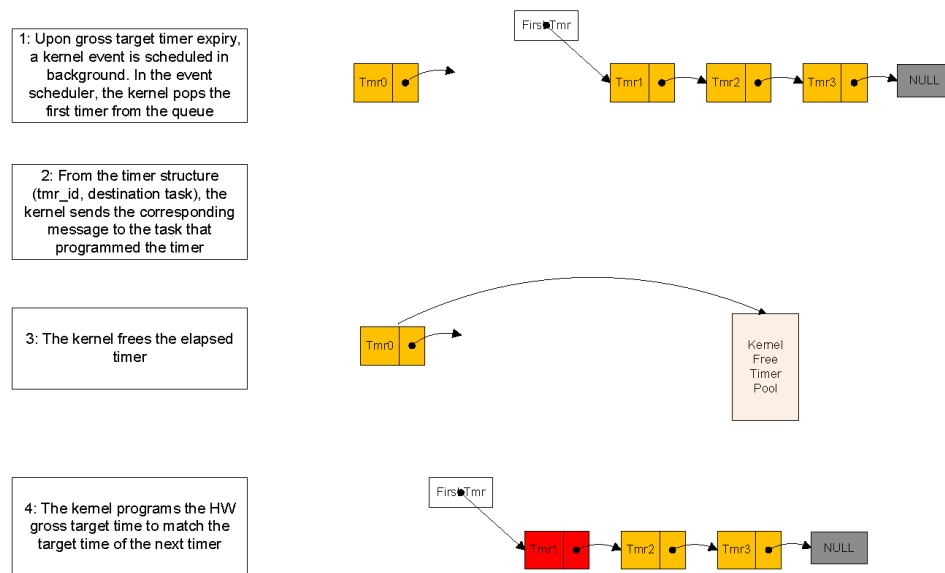 1: Upon gross target timer expiry,
a kernel event is scheduled in
background. In the event
scheduler, the kernel pops the
first timer from the queue
First Tmr
Tmr0
Tmr1
Tmr2
Tmr3
NULL
2: From the timer structure
(tmr_id, destination task), the
kernel sends the corresponding
message to the task that
programmed the timer
3: The kernel frees the elapsed
timer
Tmr0
Kernel
Free
Timer
Pool
4: The kernel programs the HW
gross target time to match the
target time of the next timer
First Tmr
Tmr1
Tmr2
Tmr3
NULL